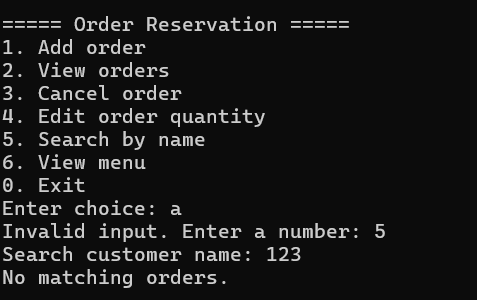 ===== Order Reservation =====
1. Add order
2. View orders
3. Cancel order
4. Edit order quantity
5. Search by name
6. View menu
0. Exit
Enter choice: a
Invalid input. Enter a number: 5
Search customer name: 123
No matching orders.